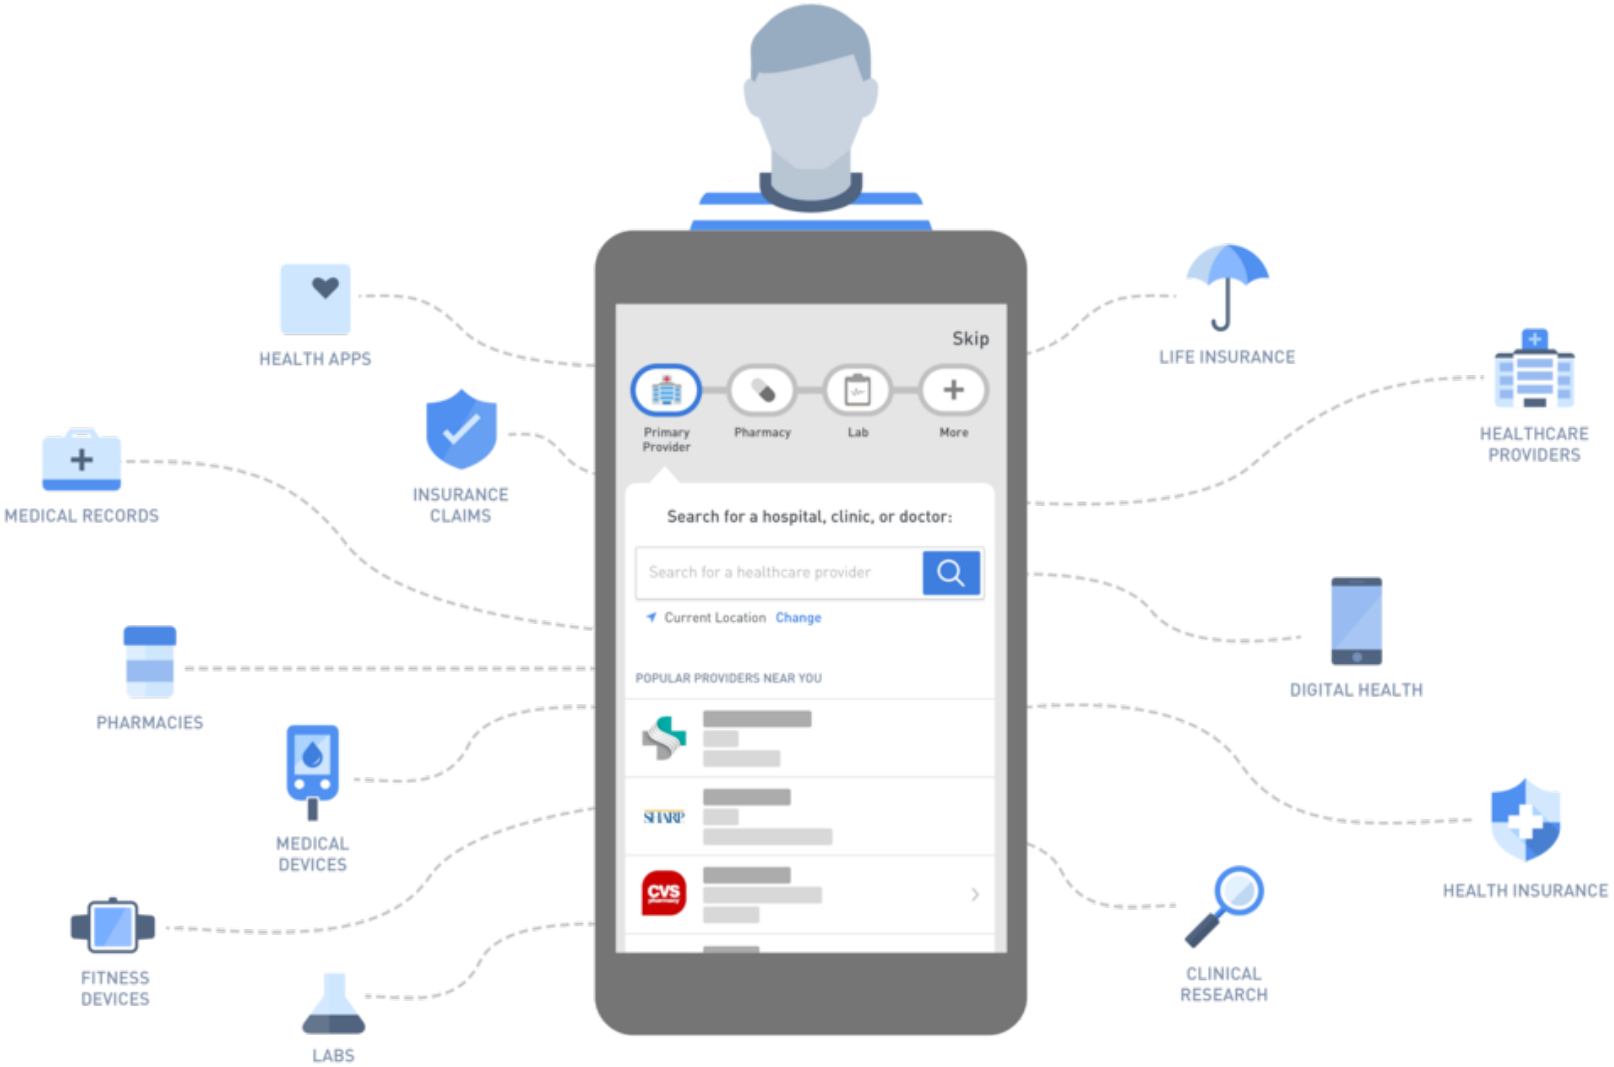 Skip
Primary
Provider
Pharmacy
Lab
More
Search for a hospital, clinic, or doctor:
Search for a healthcare provider
Current Location Change
POPULAR PROVIDERS NEAR YOU
SHARP
CVS
pharmacy
HEALTH APPS
INSURANCE
CLAIMS
MEDICAL RECORDS
PHARMACIES
MEDICAL
DEVICES
FITNESS
DEVICES
LABS
LIFE INSURANCE
HEALTHCARE
PROVIDERS
DIGITAL HEALTH
HEALTH INSURANCE
CLINICAL
RESEARCH